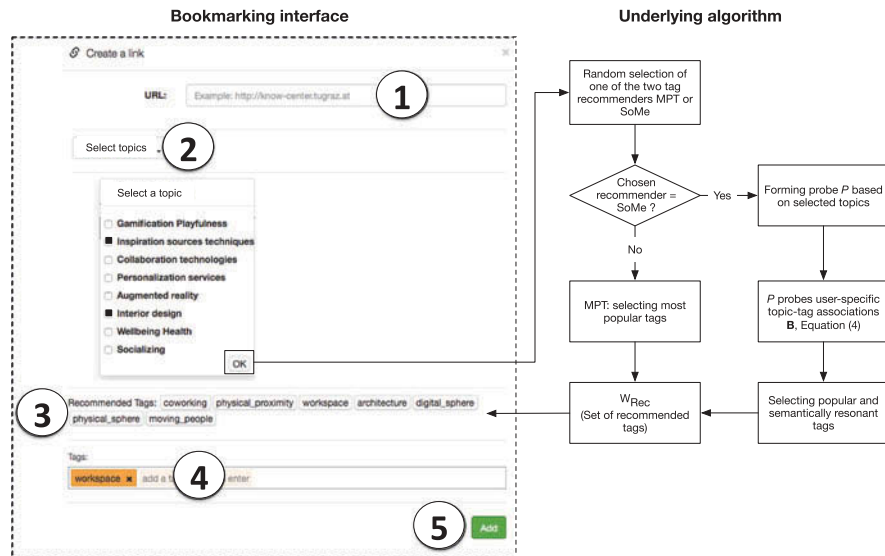 Bookmarking interface
Create a link
×
URL:
Example: http://know-center.tugraz.at
1
Select topics
2
Select a topic
Gamification Playfulness
Inspiration sources techniques
Collaboration technologies
Personalization services
Augmented reality
Interior design
Wellbeing Health
Socializing
OK
3
Recommended Tags: coworking physical_proximity workspace architecture digital_sphere
physical_sphere moving_people
Tags:
workspace × add a enter
4
5
Add
Underlying algorithm
Random selection of
one of the two tag
recommenders MPT or
SoMe
Chosen
recommender =
SoMe ?
Yes
No
Forming probe P based
on selected topics
MPT: selecting most
popular tags
P probes user-specific
topic-tag associations
B, Equation (4)
WRec
(Set of recommended
tags)
Selecting popular and
semantically resonant
tags